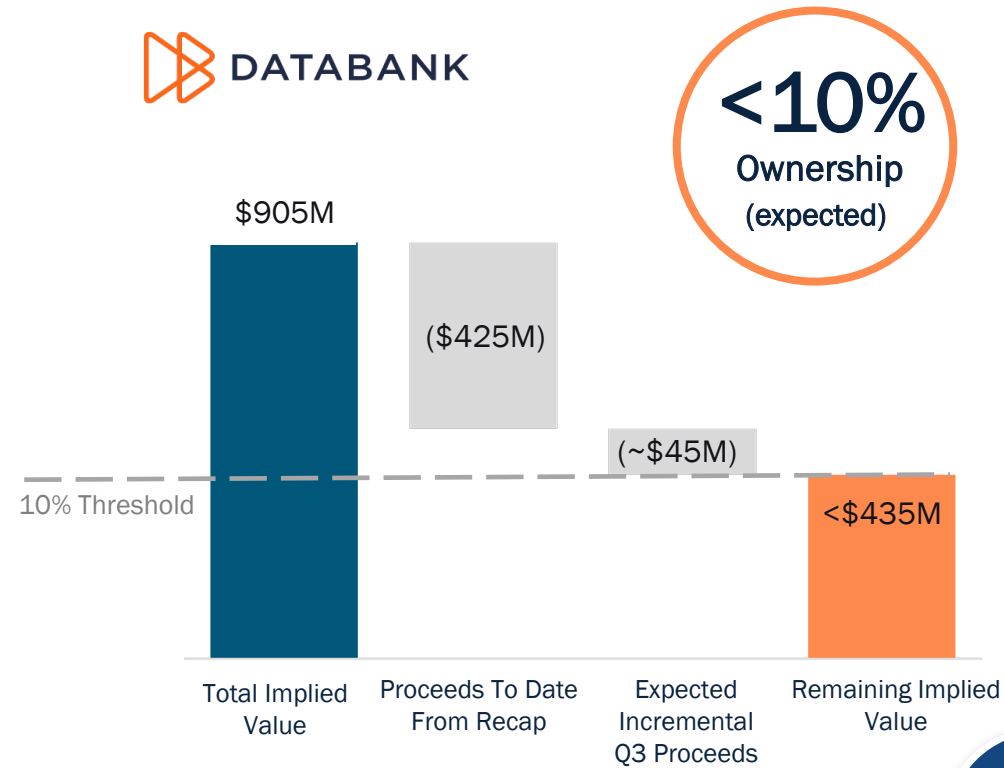 DATABANK
<10%
Ownership
(expected)
$905M
($425M)
(~$45M)
10% Threshold
<$435M
Total Implied
Value
Proceeds To Date
From Recap
Expected
Incremental
Q3 Proceeds
Remaining Implied
Value